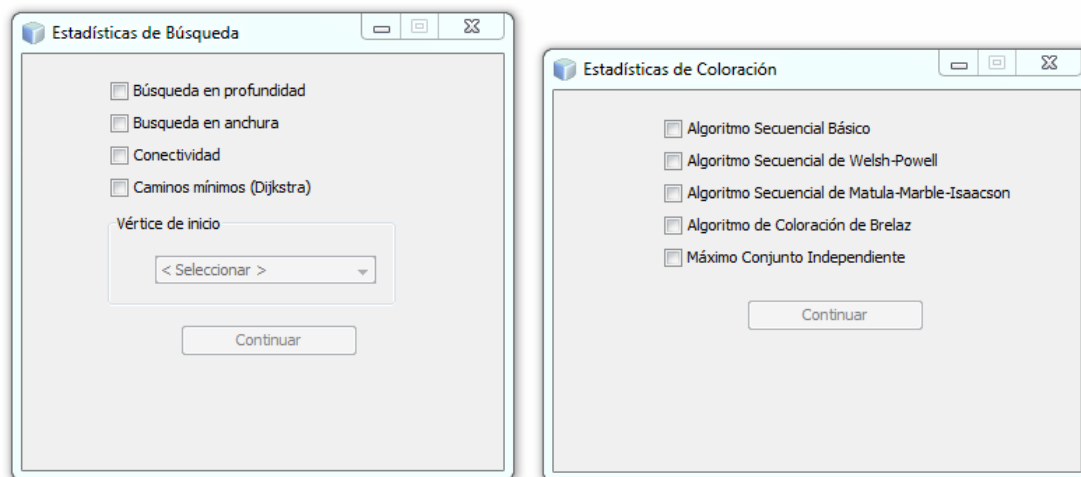 Estadísticas de Búsqueda
Búsqueda en profundidad
Busqueda en anchura
Conectividad
Caminos mínimos (Dijkstra)
Vértice de inicio
< Seleccionar >
Continuar
Estadísticas de Coloración
Algoritmo Secuencial Básico
Algoritmo Secuencial de Welsh-Powell
Algoritmo Secuencial de Matula-Marble-Isaacson
Algoritmo de Coloración de Brelaz
Máximo Conjunto Independiente
Continuar